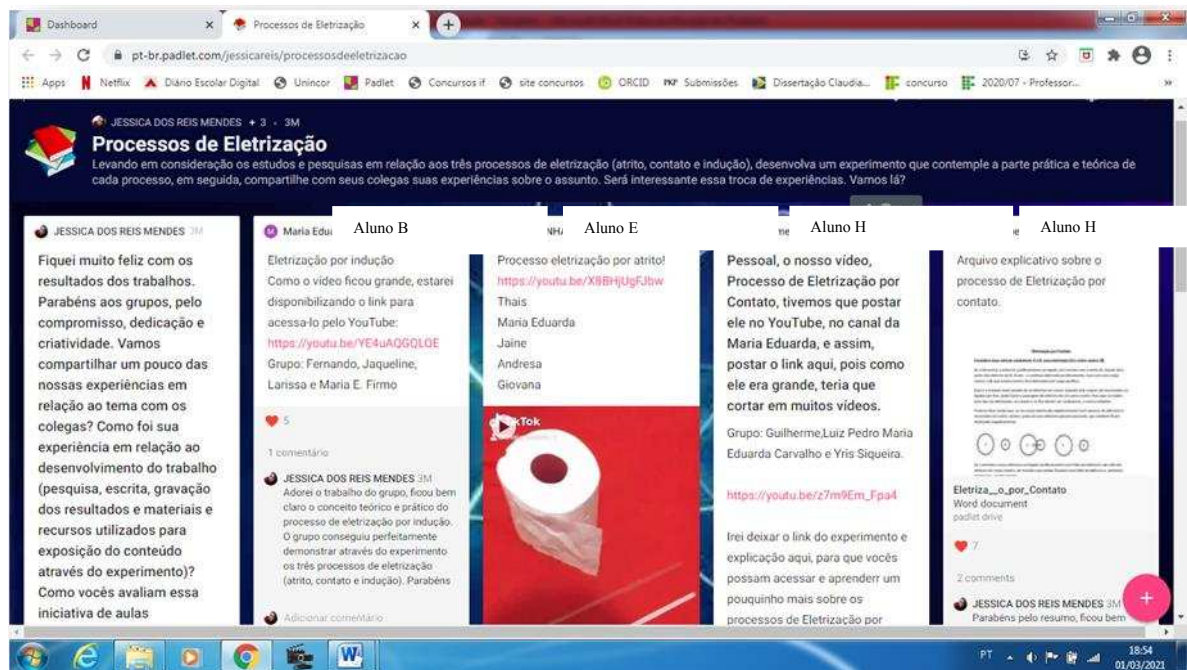 Dashboard
Processos de Eletrização
pt-br.padlet.com/jessicareis/processosdeeletrizacao
Apps Netflix Diário Escolar Digital Unincor Padlet Concursos if site concursos ORCID PKP Submissões Dissertação Claudia... concurso 2020/07 - Professor...
JESSICA DOS REIS MENDES + 3 • 3M
Processos de Eletrização
Levando em consideração os estudos e pesquisas em relação aos três processos de eletrização (atrito, contato e indução), desenvolva um experimento que contemple a parte prática e teórica de
cada processo, em seguida, compartilhe com seus colegas suas experiências sobre o assunto. Será interessante essa troca de experiências. Vamos lá?
JESSICA DOS REIS MENDES 3M
Fiquei muito feliz com os
resultados dos trabalhos.
Parabéns aos grupos, pelo
compromisso, dedicação e
criatividade. Vamos
compartilhar um pouco das
nossas experiências em
relação ao tema com os
colegas? Como foi sua
experiência em relação ao
desenvolvimento do trabalho
(pesquisa, escrita, gravação
dos resultados e materiais e
recursos utilizados para
exposição do conteúdo
através do experimento)?
Como vocês avaliam essa
iniciativa de aulas
Maria Edu
Aluno B
Eletrização por indução
Como o vídeo ficou grande, estarei
disponibilizando o link para
acessa-lo pelo YouTube:
https://youtu.be/YE4uAQGQLOE
Grupo: Fernando, Jaqueline,
Larissa e Maria E. Firmo
5
1 comentário
JESSICA DOS REIS MENDES 3M
Adorei o trabalho do grupo, ficou bem
claro o conceito teórico e prático do
processo de eletrização por indução.
O grupo conseguiu perfeitamente
demonstrar através do experimento
os três processos de eletrização
(atrito, contato e indução). Parabéns
Adicionar comentário
Aluno E
Processo eletrização por atrito!
https://youtu.be/X8BHjUgFJbw
Thais
Maria Eduarda
Jaine
Andresa
Giovana
Aluno H
Pessoal, o nosso vídeo,
Processo de Eletrização por
Contato, tivemos que postar
ele no YouTube, no canal da
Maria Eduarda, e assim,
postar o link aqui, pois como
ele era grande, teria que
cortar em muitos vídeos.
Grupo: Guilherme,Luiz Pedro Maria
Eduarda Carvalho e Yris Siqueira.
https://youtu.be/z7m9Em_Fpa4
Irei deixar o link do experimento e
explicação aqui, para que vocês
possam acessar e aprenderr um
pouquinho mais sobre os
processos de Eletrização por
Aluno H
Arquivo explicativo sobre o
processo de Eletrização por
contato.
Eletriza__o_por_Contato
Word document
padlet drive
7
2 comments
JESSICA DOS REIS MENDES 3M
Parabéns pelo resumo, ficou bem
PT
18:54
01/03/2021